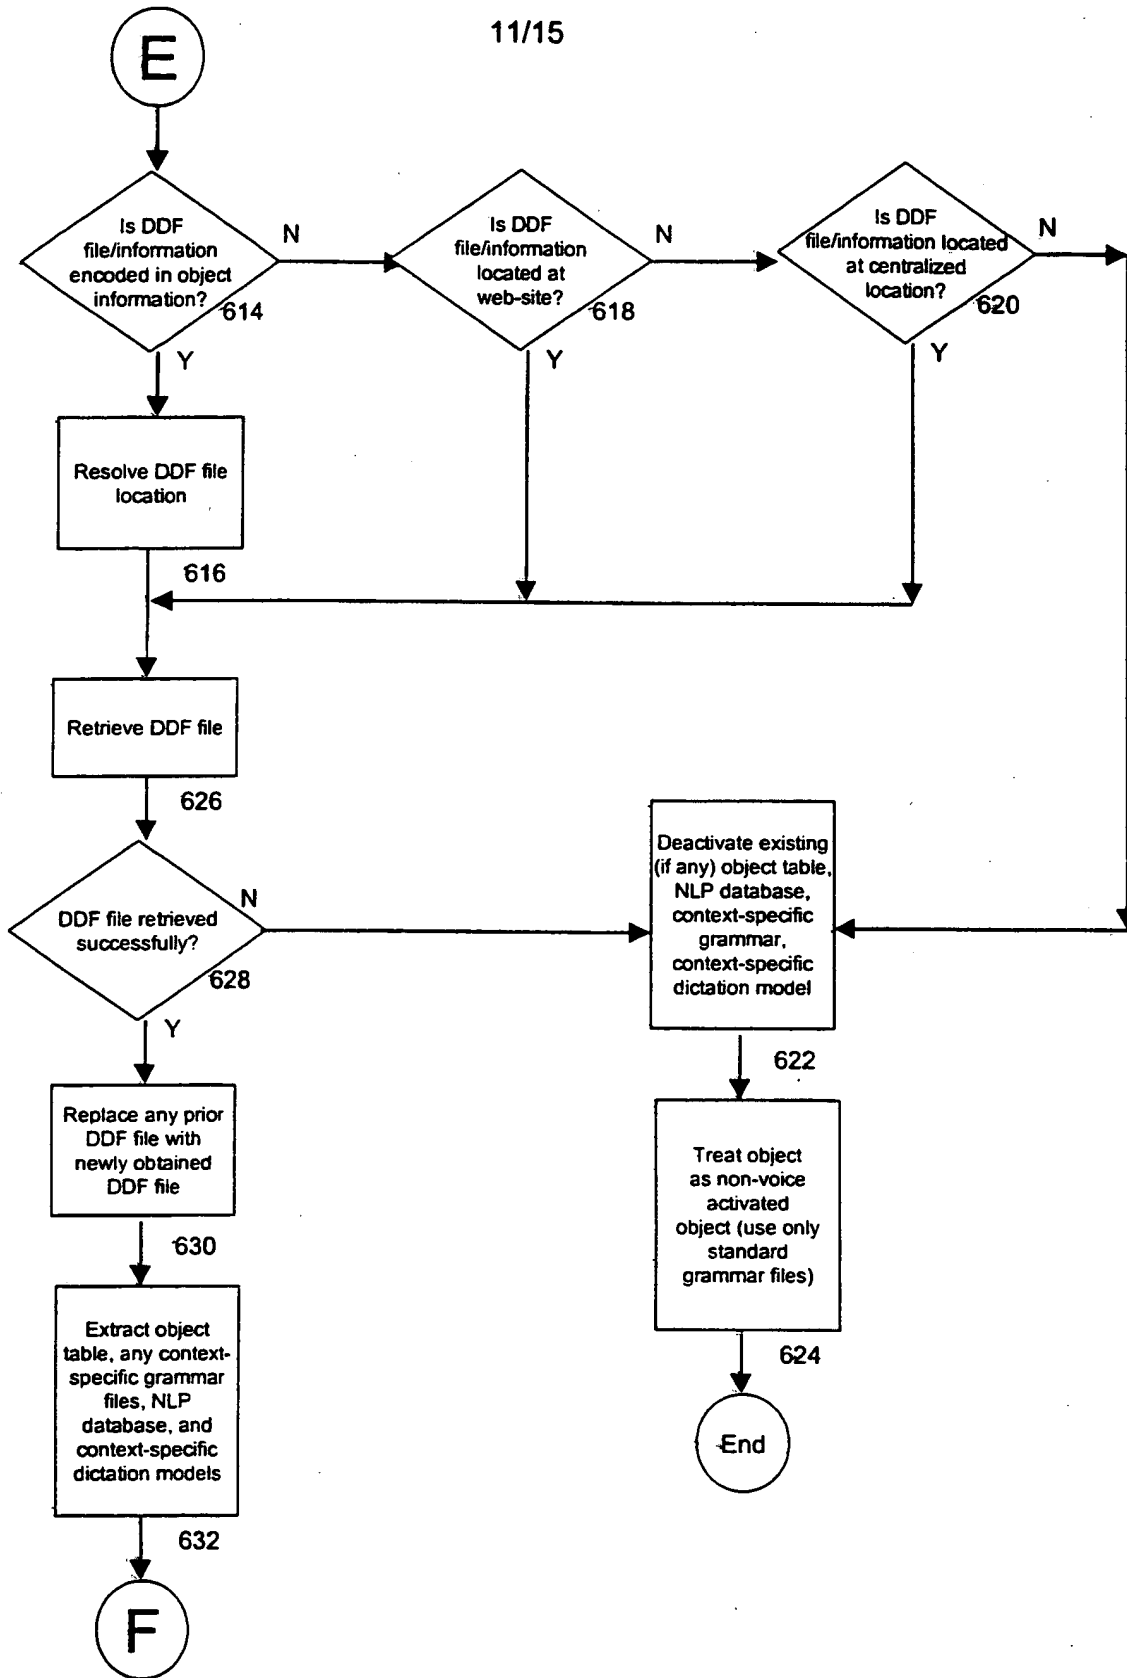 11/15
E
Is DDF
file/information
encoded in object
information?
614
N
Is DDF
file/information
located at
web-site?
618
N
Is DDF
file/information located
at centralized
location?
620
N
Y
Y
Y
Resolve DDF file
location
616
Retrieve DDF file
626
DDF file retrieved
successfully?
628
N
Y
Deactivate existing
(if any) object table,
NLP database,
context-specific
grammar,
context-specific
dictation model
622
Replace any prior
DDF file with
newly obtained
DDF file
630
Treat object
as non-voice
activated
object (use only
standard
grammar files)
624
Extract object
table, any context-
specific grammar
files, NLP
database, and
context-specific
dictation models
632
End
F